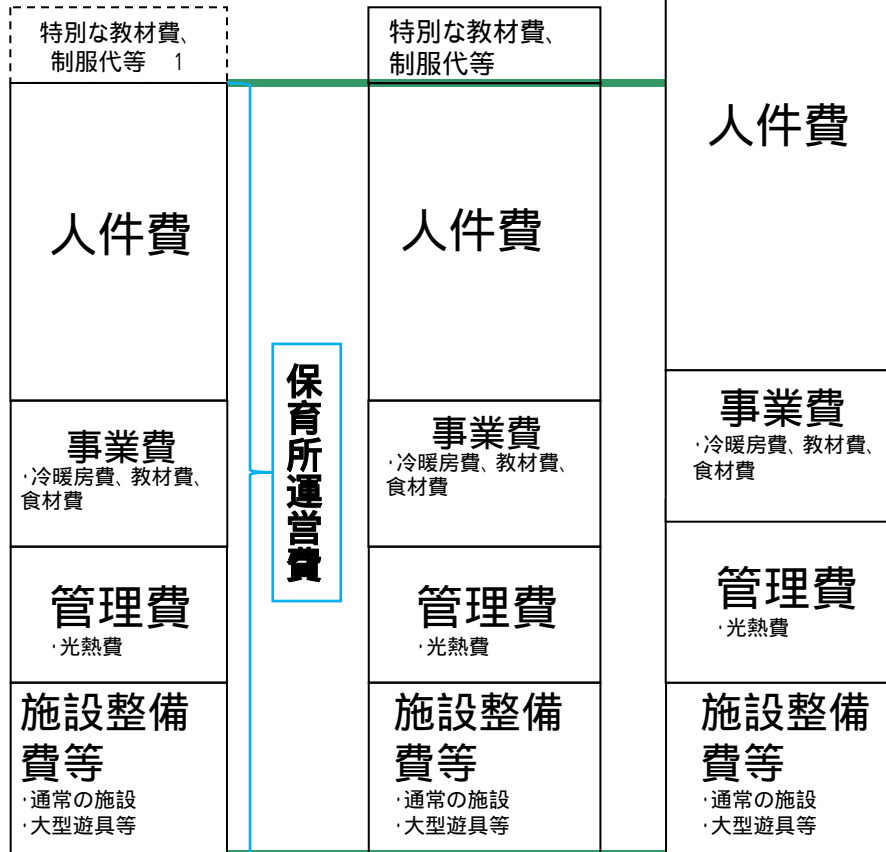 特別な教材費、
制服代等 1
人件費
事業費
・冷暖房費、教材費、
食材費
管理費
・光熱費
施設整備
費等
・通常の施設
・大型遊具等
保育所運営費
特別な教材費、
制服代等
人件費
事業費
・冷暖房費、教材費、
食材費
管理費
・光熱費
施設整備
費等
・通常の施設
・大型遊具等
人件費
事業費
・冷暖房費、教材費、
食材費
管理費
・光熱費
施設整備
費等
・通常の施設
・大型遊具等